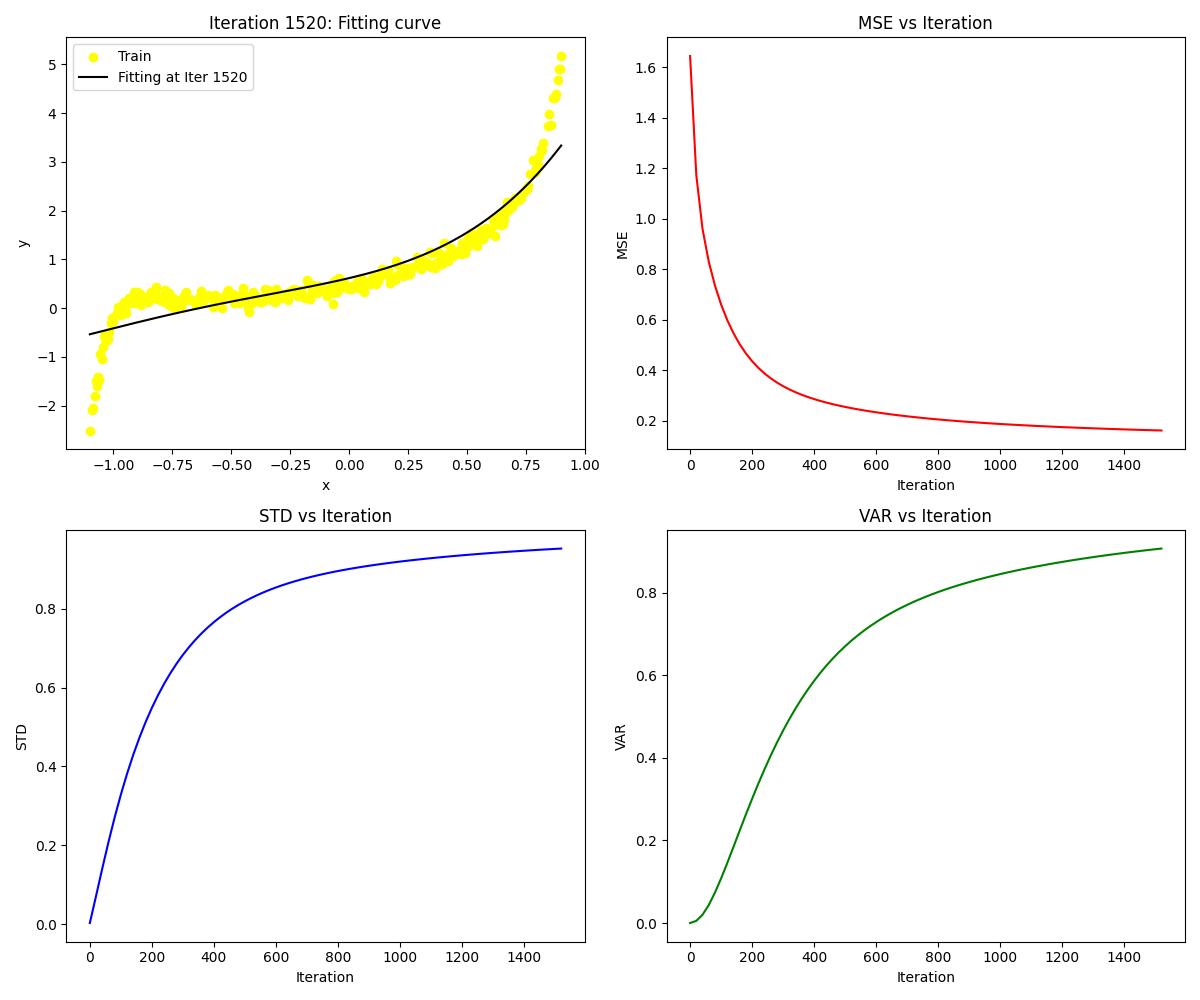 Iteration 1520: Fitting curve
Train
Fitting at Iter 1520
5
4
3
2
1
0
−1
−2
y
−1.00 −0.75 −0.50 −0.25 0.00 0.25 0.50 0.75 1.00
x
MSE vs Iteration
1.6
1.4
1.2
1.0
0.8
0.6
0.4
0.2
MSE
0 200 400 600 800 1000 1200 1400
Iteration
STD vs Iteration
0.8
0.6
0.4
0.2
0.0
STD
0 200 400 600 800 1000 1200 1400
Iteration
VAR vs Iteration
0.8
0.6
0.4
0.2
0.0
VAR
0 200 400 600 800 1000 1200 1400
Iteration